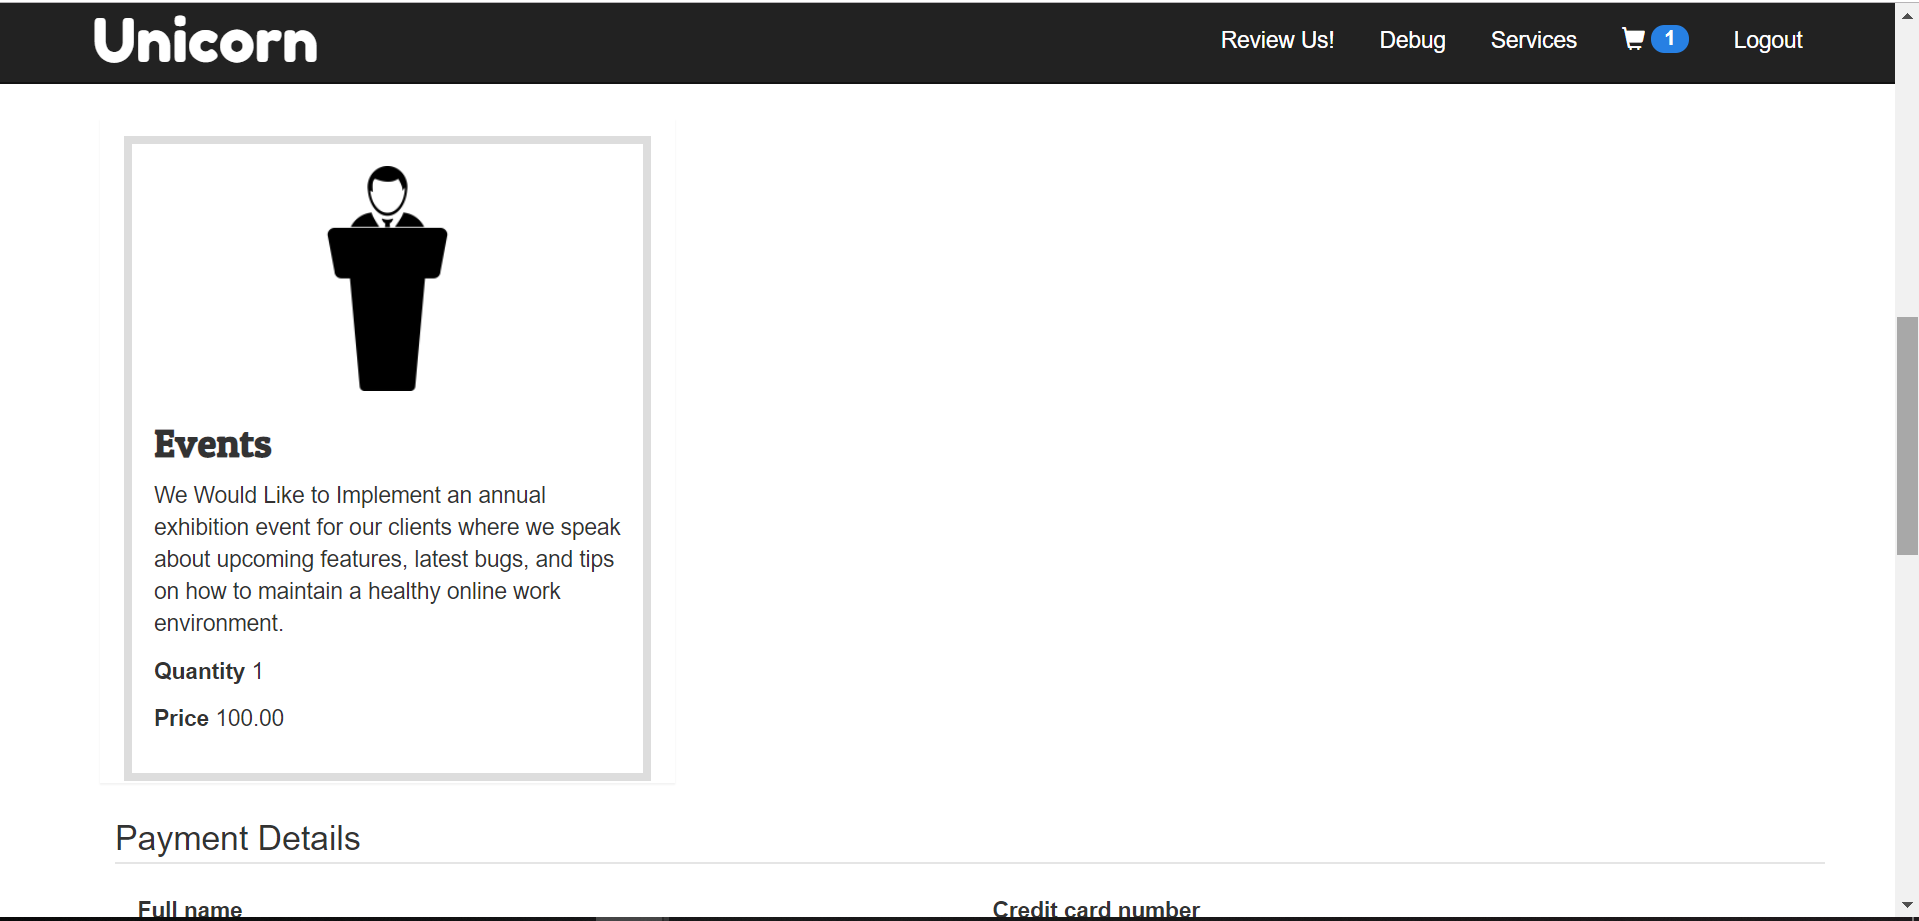 Unicorn
Review Us! Debug Services 1 Logout
Events
We Would Like to Implement an annual
exhibition event for our clients where we speak
about upcoming features, latest bugs, and tips
on how to maintain a healthy online work
environment.
Quantity 1
Price 100.00
Payment Details
Full name
Credit card number